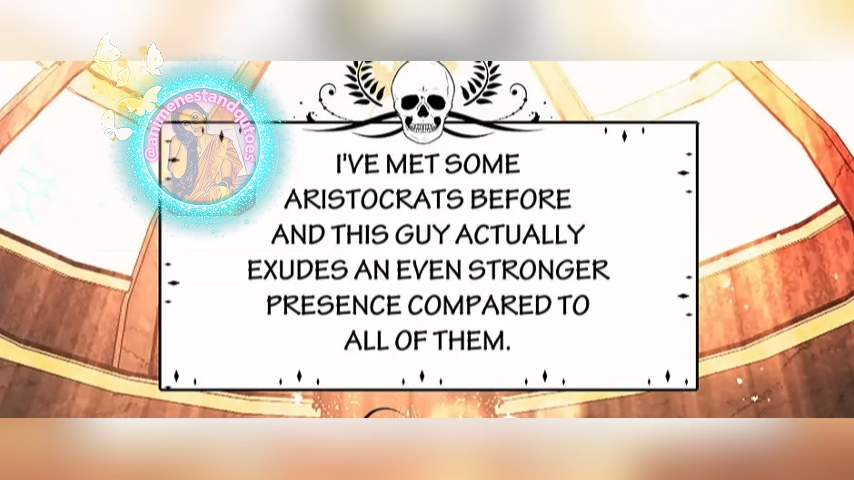 @animenestandqutoes
I'VE MET SOME
ARISTOCRATS BEFORE
AND THIS GUY ACTUALLY
EXUDES AN EVEN STRONGER
PRESENCE COMPARED TO
ALL OF THEM.